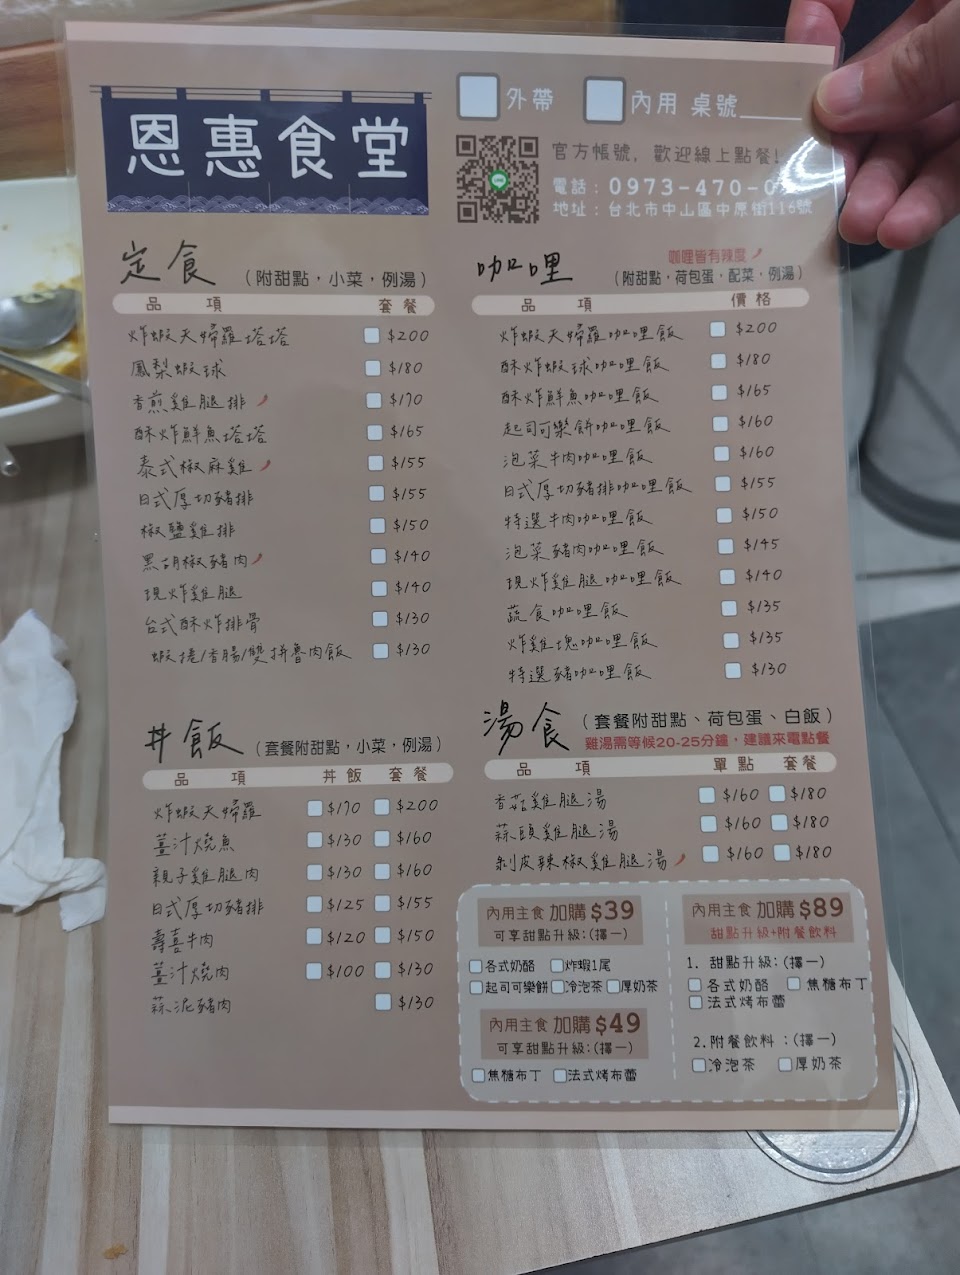 恩惠食堂
外帶 內用 桌號
官方帳號，歡迎線上點餐!
電話：0973-470-0
地址：台北市中山區中原街116號
定食（附甜點，小菜，例湯）
品 項 套餐
炸蝦天婦羅塔塔 $200
鳳梨蝦球 $180
香煎雞腿排 $170
酥炸鮮魚塔塔 $165
泰式椒麻雞 $155
日式厚切豬排 $155
椒鹽雞排 $150
黑胡椒豬肉 $140
現炸雞腿 $140
台式酥炸排骨 $130
蝦捲/香腸/雙拼魯肉飯 $130
咖哩 咖哩皆有辣度
（附甜點，荷包蛋，配菜，例湯）
品 項 價格
炸蝦天婦羅咖哩飯 $200
酥炸蝦球咖哩飯 $180
酥炸鮮魚咖哩飯 $165
起司可樂餅咖哩飯 $160
泡菜牛肉咖哩飯 $160
日式厚切豬排咖哩飯 $155
特選牛肉咖哩飯 $150
泡菜豬肉咖哩飯 $145
現炸雞腿咖哩飯 $140
蔬食咖哩飯 $135
炸雞塊咖哩飯 $135
特選豬咖哩飯 $130
丼飯（套餐附甜點，小菜，例湯）
品 項 丼飯 套餐
炸蝦天婦羅 $170 $200
薑汁燒魚 $130 $160
親子雞腿肉 $130 $160
日式厚切豬排 $125 $155
壽喜牛肉 $120 $150
薑汁燒肉 $100 $130
蒜泥豬肉 $130
湯食（套餐附甜點、荷包蛋、白飯）
雞湯需等候20-25分鐘，建議來電點餐
品 項 單點 套餐
香菇雞腿湯 $160 $180
蒜頭雞腿湯 $160 $180
剝皮辣椒雞腿湯 $160 $180
內用主食 加購$39
可享甜點升級：(擇一)
各式奶酪 炸蝦1尾
起司可樂餅 冷泡茶 厚奶茶
內用主食 加購$49
可享甜點升級：(擇一)
焦糖布丁 法式烤布蕾
內用主食 加購$89
甜點升級+附餐飲料
1. 甜點升級：(擇一)
各式奶酪 焦糖布丁
法式烤布蕾
2.附餐飲料 ：(擇一)
冷泡茶 厚奶茶